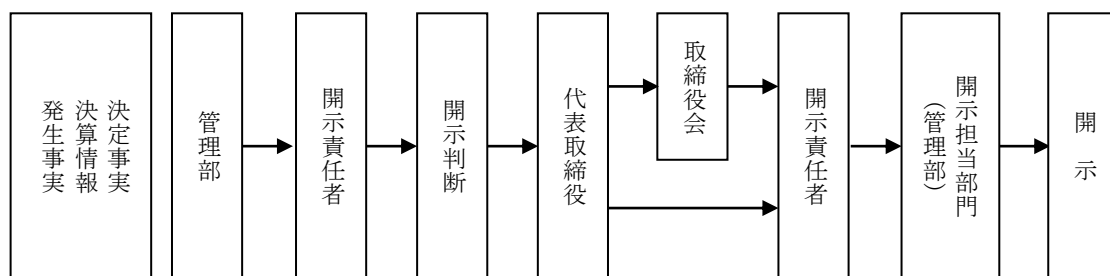 決定事実
決算情報
発生事実
管理部
開示責任者
開示判断
代表取締役
取締役会
開示責任者
開示担当部門
（管理部）
開 示